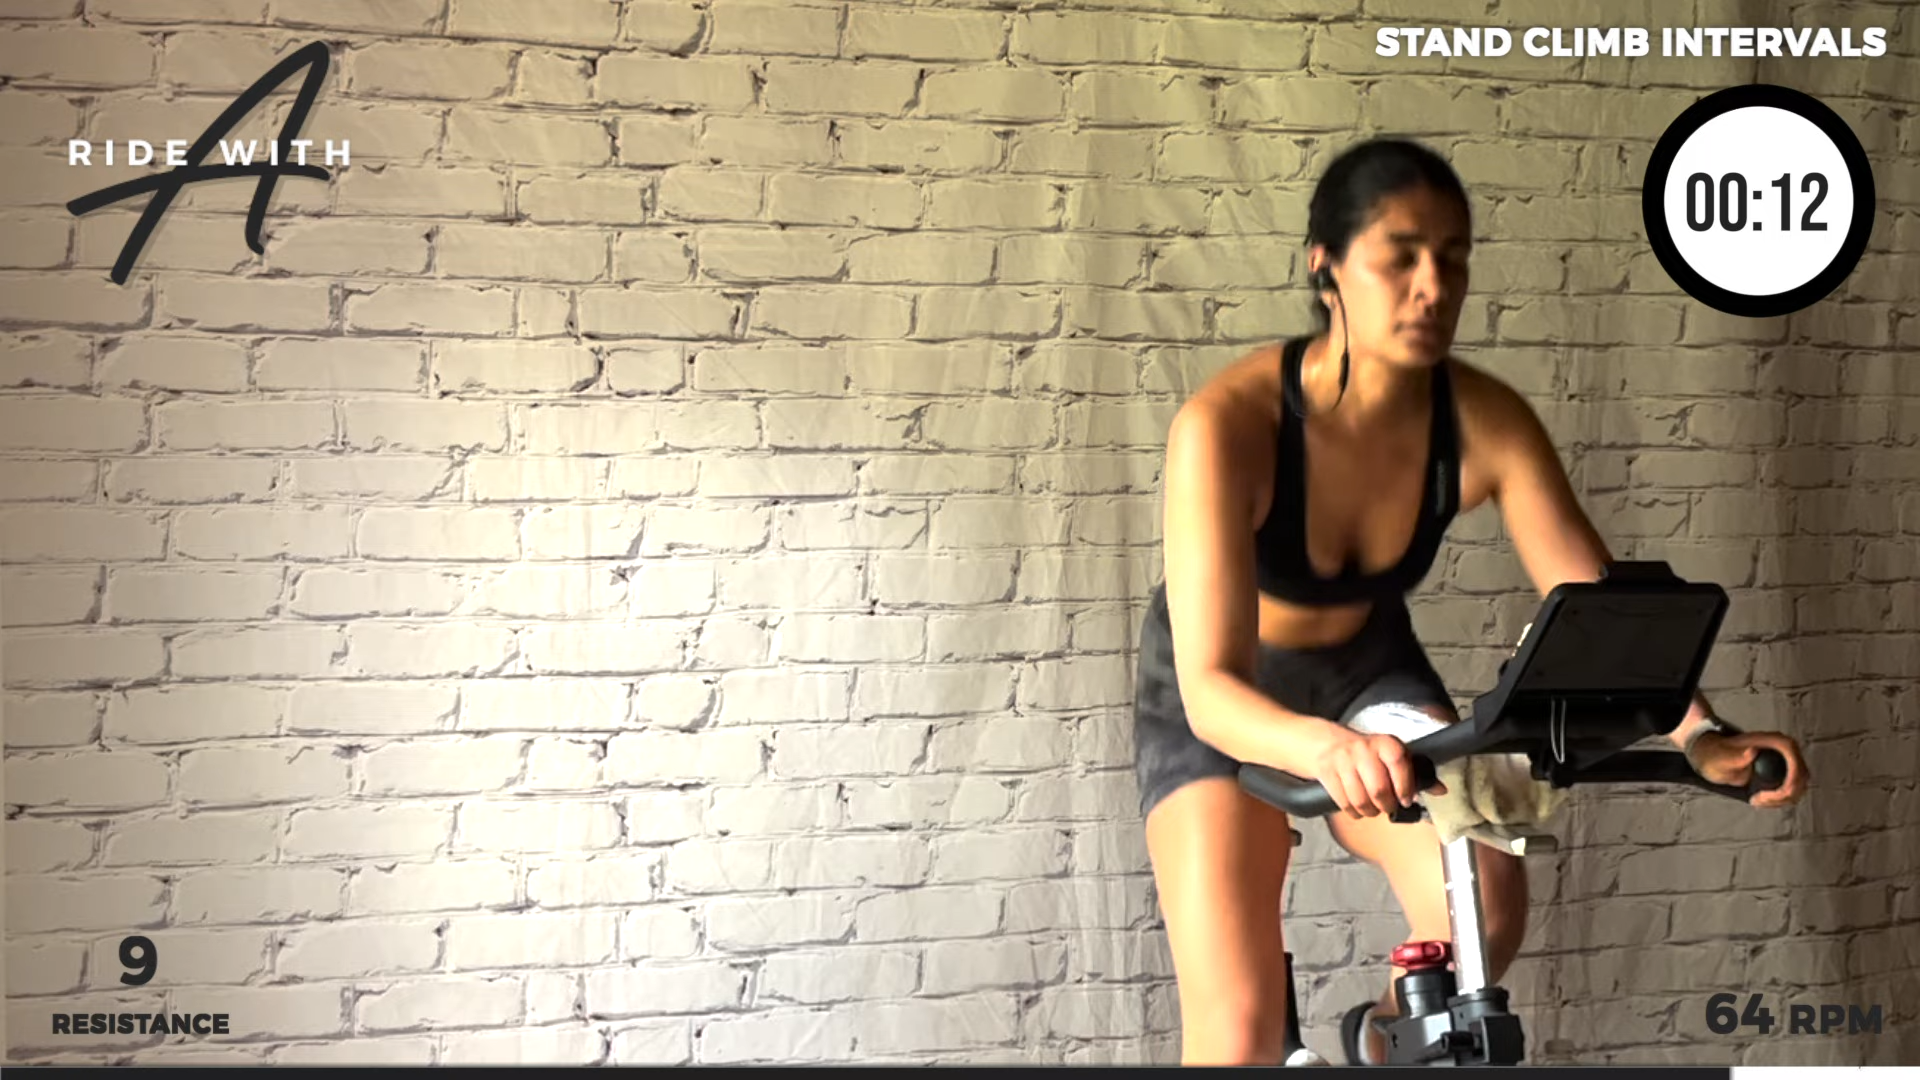 STAND CLIMB INTERVALS
RIDE WITH
A
00:12
9
RESISTANCE
64 RPM